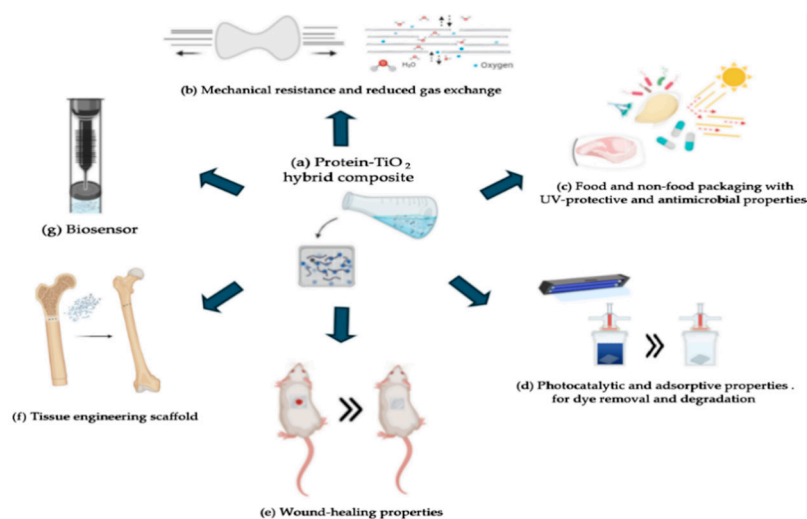 H₂O
Oxygen
(b) Mechanical resistance and reduced gas exchange
(a) Protein-TiO₂
hybrid composite
(c) Food and non-food packaging with
UV-protective and antimicrobial properties
(g) Biosensor
(d) Photocatalytic and adsorptive properties .
for dye removal and degradation
(f) Tissue engineering scaffold
(e) Wound-healing properties